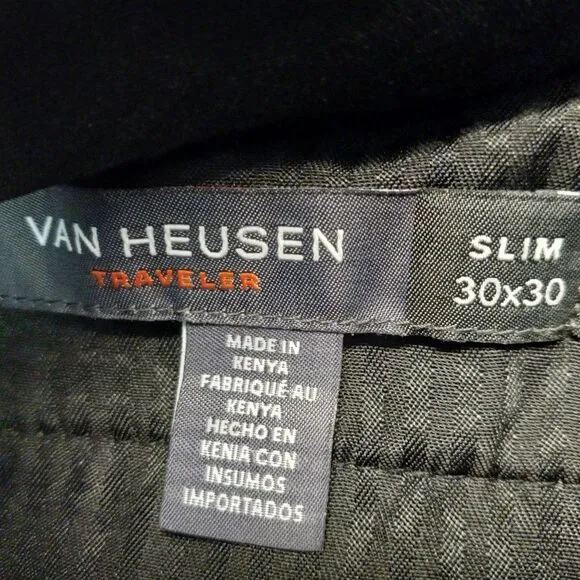 VAN HEUSEN
TRAVELER
SLIM
30x30
MADE IN
KENYA
FABRIQUÉ AU
KENYA
HECHO EN
KENIA CON
INSUMOS
IMPORTADOS